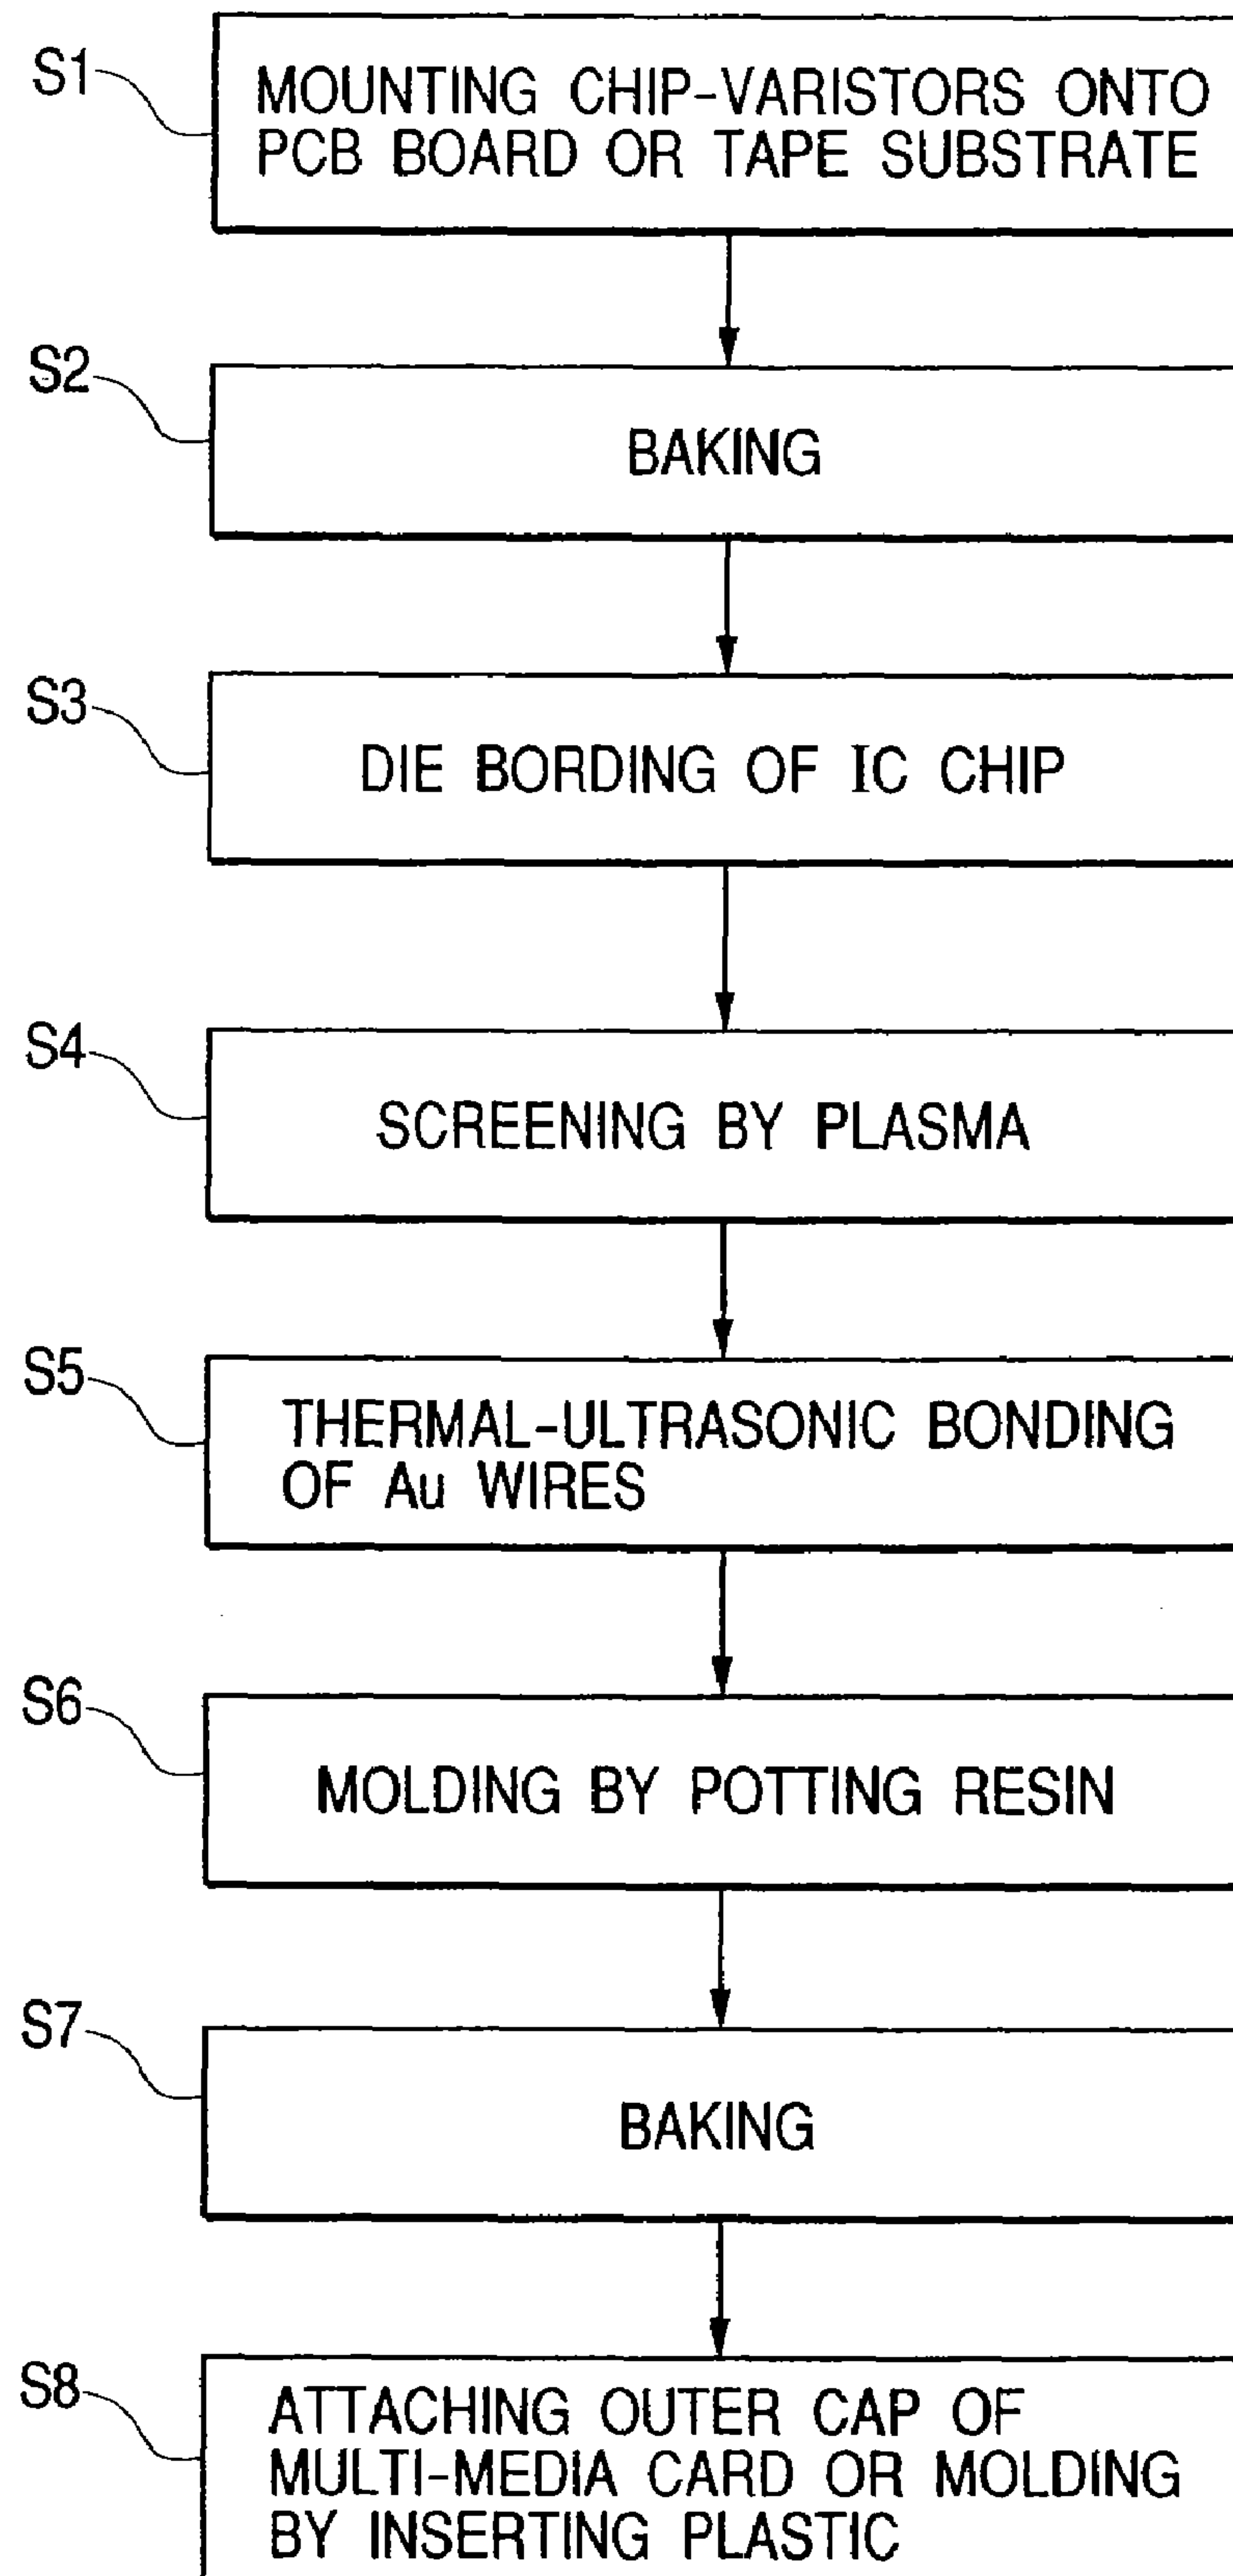 S1
MOUNTING CHIP-VARISTORS ONTO
PCB BOARD OR TAPE SUBSTRATE
S2
BAKING
S3
DIE BORDING OF IC CHIP
S4
SCREENING BY PLASMA
S5
THERMAL-ULTRASONIC BONDING
OF Au WIRES
S6
MOLDING BY POTTING RESIN
S7
BAKING
S8
ATTACHING OUTER CAP OF
MULTI-MEDIA CARD OR MOLDING
BY INSERTING PLASTIC